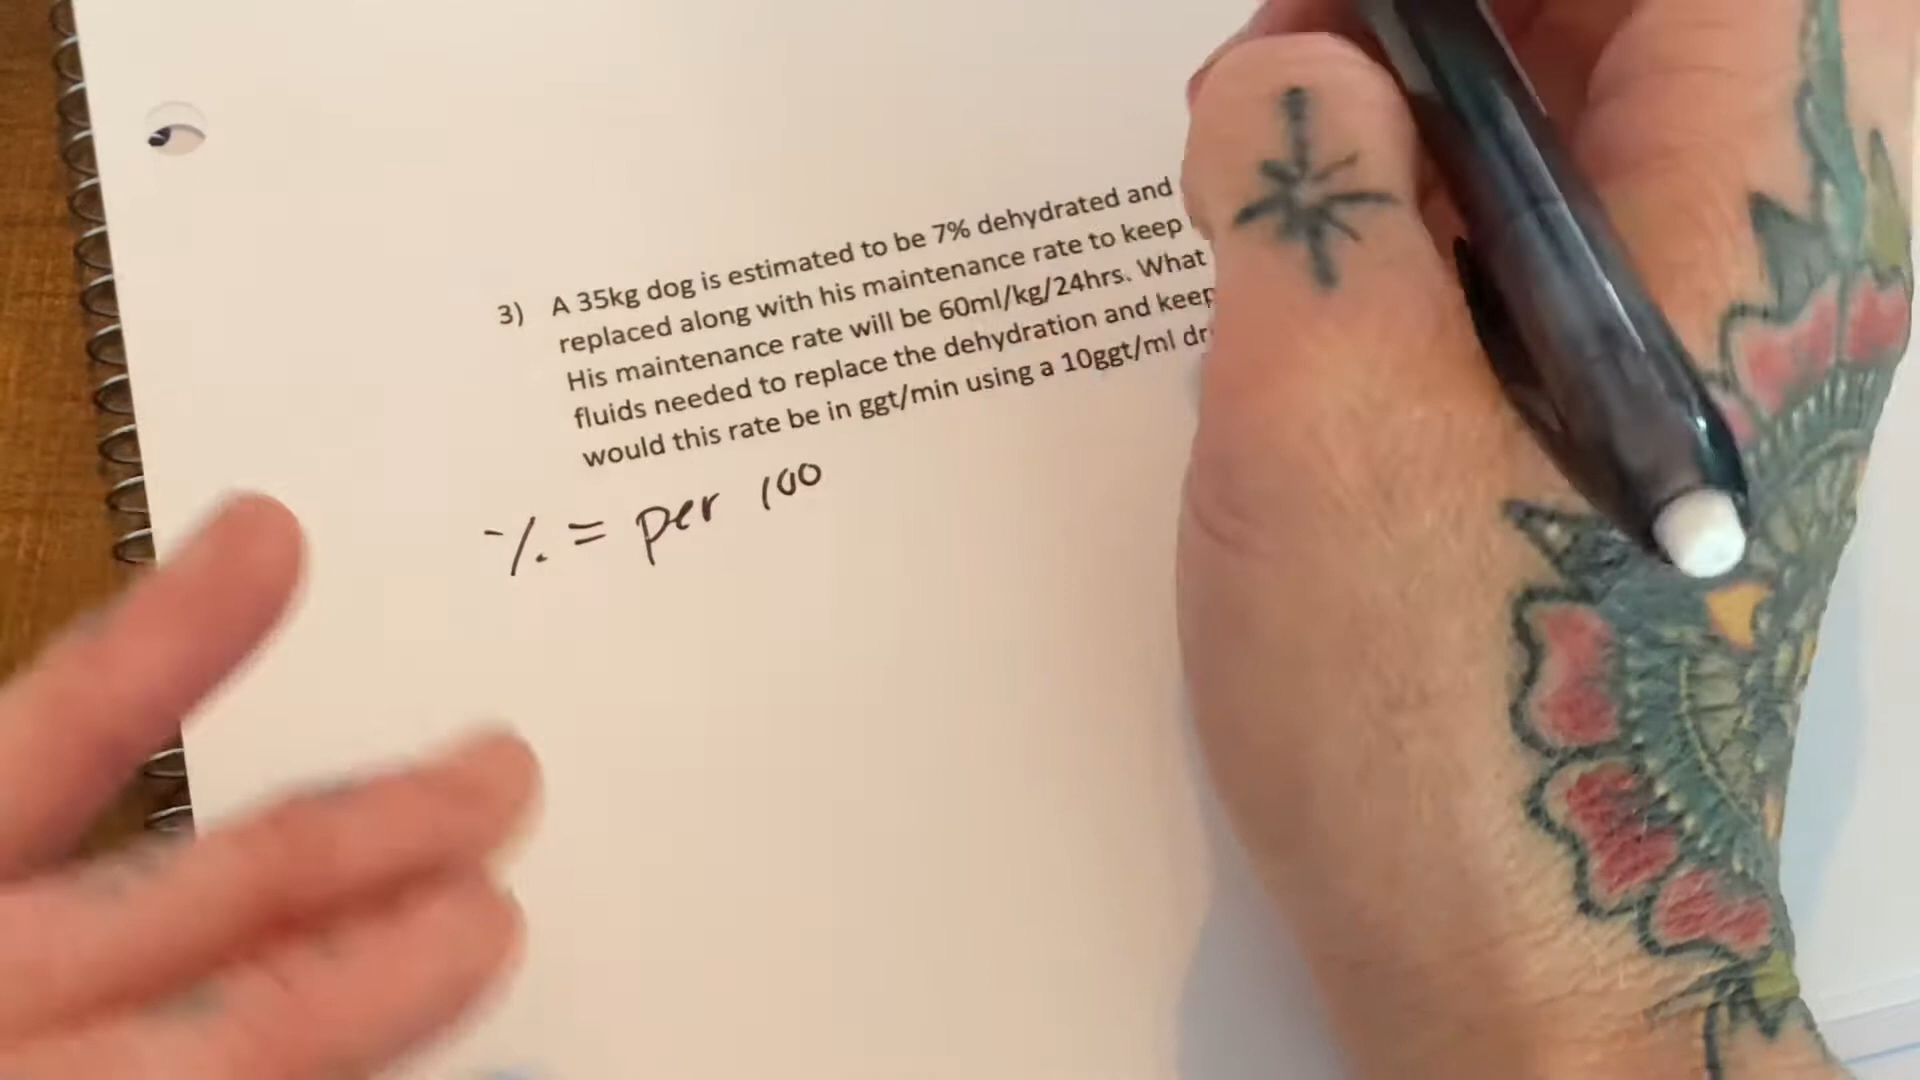 3) A 35kg dog is estimated to be 7% dehydrated and
replaced along with his maintenance rate to keep
His maintenance rate will be 60ml/kg/24hrs. What
fluids needed to replace the dehydration and keep
would this rate be in ggt/min using a 10ggt/ml
% = per 100